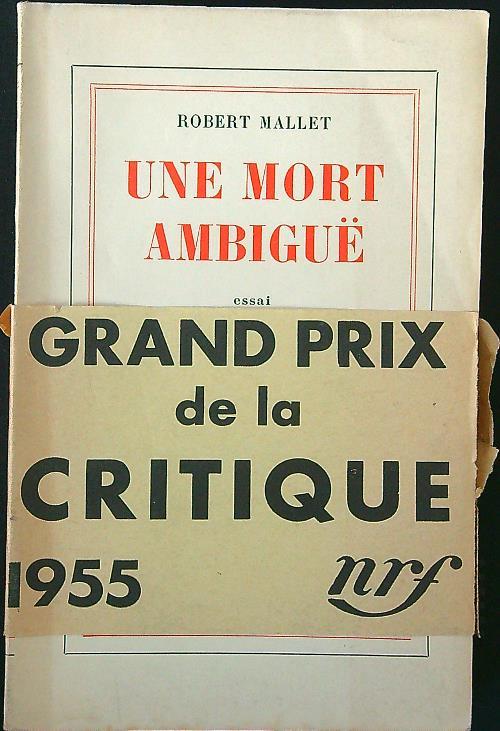 ROBERT MALLET
UNE MORT
AMBIGUË
essai
GRAND PRIX
de la
CRITIQUE
1955
nrf